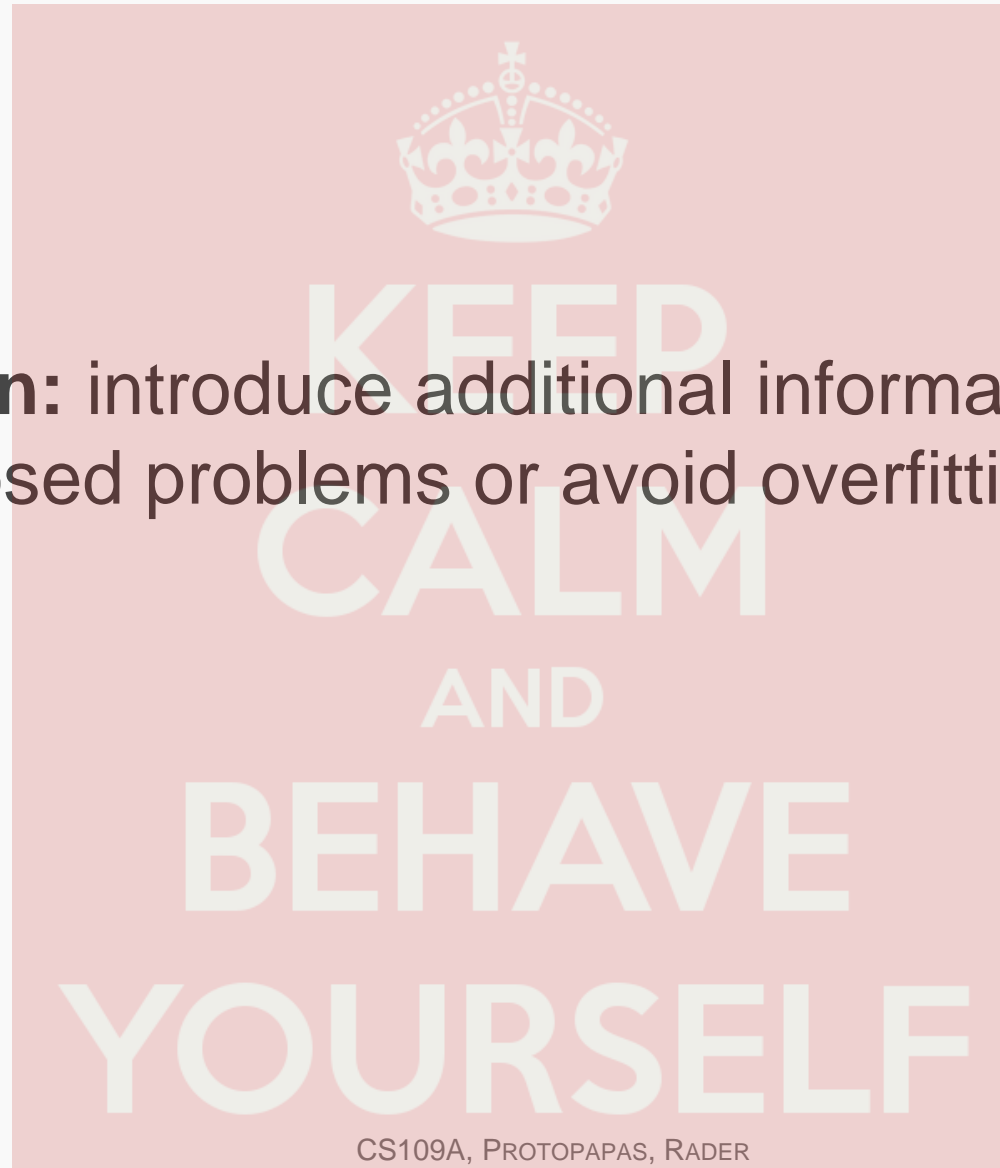 KEEP
n: introduce additional informa
sed problems or avoid overfitti
CALM
AND
BEHAVE
YOURSELF
CS109A, PROTOPAPAS, RADER